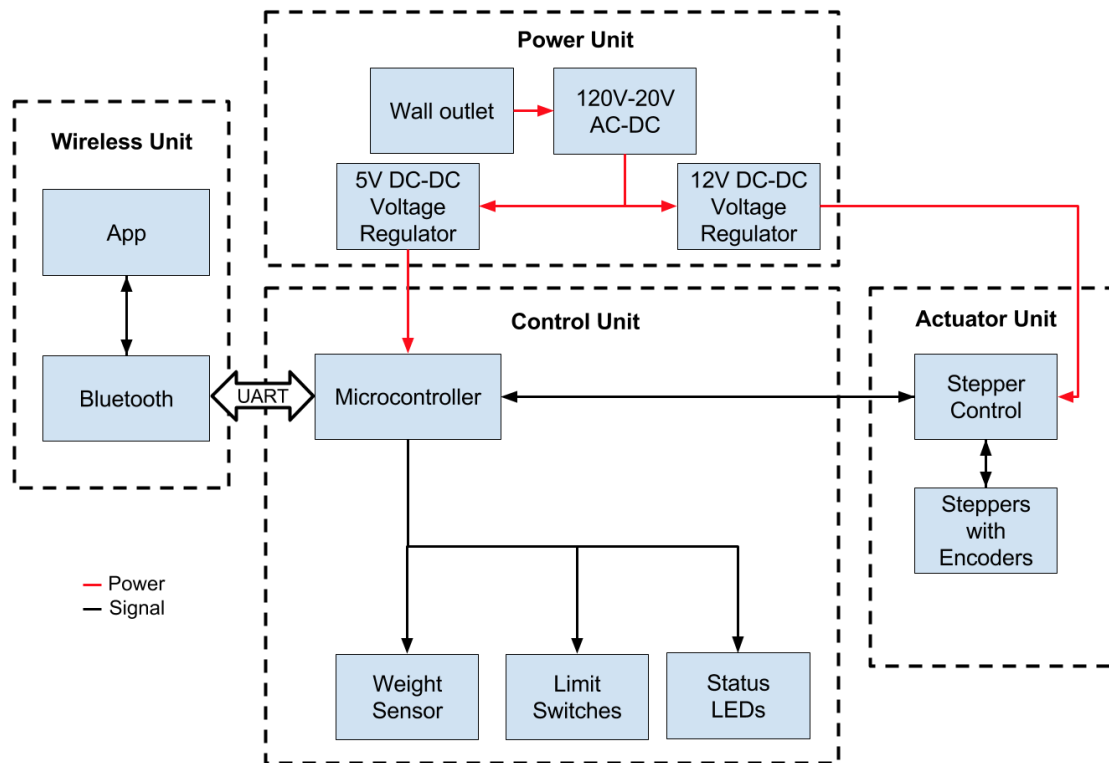 Power Unit
Wall outlet
120V-20V
AC-DC
5V DC-DC
Voltage
Regulator
12V DC-DC
Voltage
Regulator
Wireless Unit
App
Bluetooth
UART
Control Unit
Microcontroller
Weight
Sensor
Limit
Switches
Status
LEDs
Actuator Unit
Stepper
Control
Steppers
with
Encoders
Power
Signal